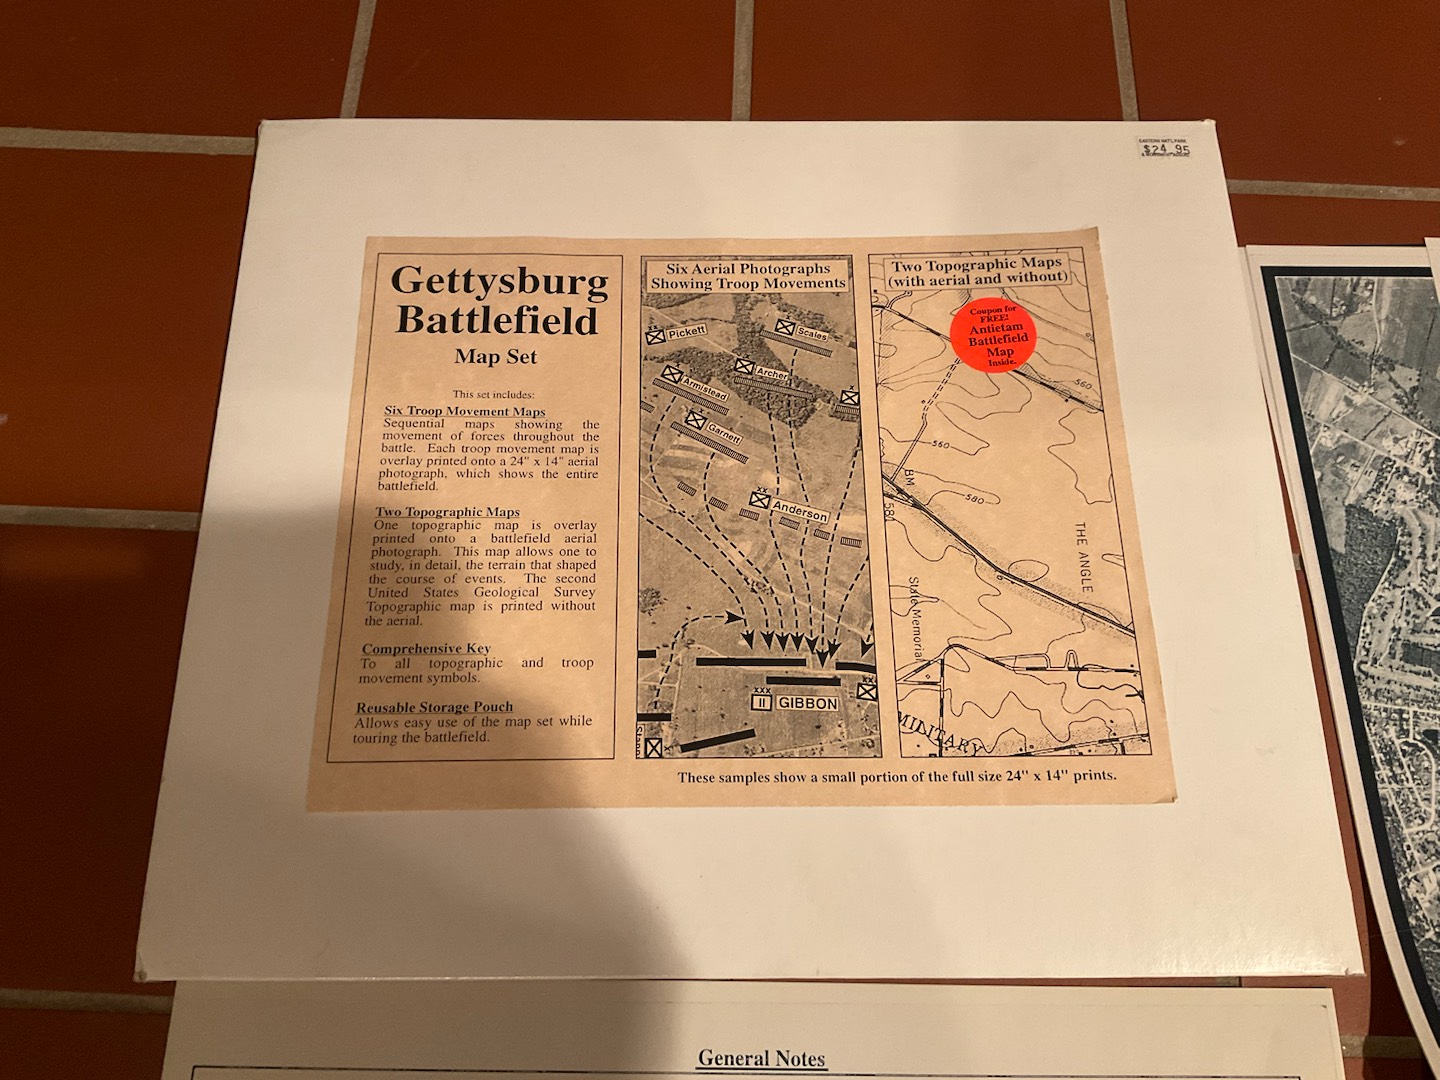 EASTERN NAT'L PARK
$24.95
Gettysburg
Battlefield
Map Set
This set includes:
Six Troop Movement Maps
Sequential maps showing the
movement of forces throughout the
battle. Each troop movement map is
overlay printed onto a 24" x 14" aerial
photograph, which shows the entire
battlefield.
Two Topographic Maps
One topographic map is overlay
printed onto a battlefield aerial
photograph. This map allows one to
study, in detail, the terrain that shaped
the course of events. The second
United States Geological Survey
Topographic map is printed without
the aerial.
Comprehensive Key
To all topographic and troop
movement symbols.
Reusable Storage Pouch
Allows easy use of the map set while
touring the battlefield.
Six Aerial Photographs
Showing Troop Movements
xx
Pickett
x
Scales
x
Archer
x
Armistead
x
Garnett
x
xx
Anderson
xxx
II GIBBON
xx
x
Two Topographic Maps
(with aerial and without)
Coupon for
FREE!
Antietam
Battlefield
Map
Inside.
560
560
BM
580
581
THE ANGLE
State Memorial
MILITARY
These samples show a small portion of the full size 24" x 14" prints.
General Notes